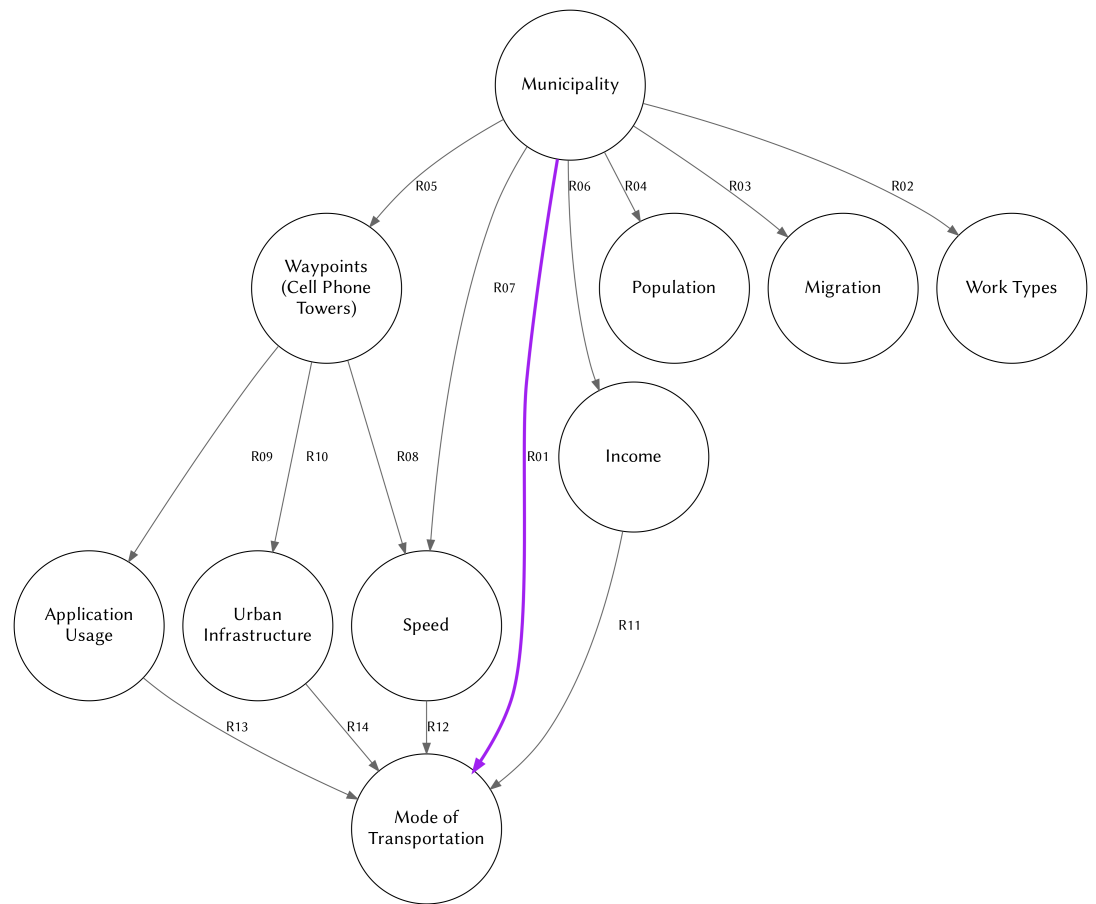 Municipality
R05
R06
R04
R03
R02
Waypoints
(Cell Phone
Towers)
R07
Population
Migration
Work Types
R09
R10
R08
R01
Income
Application
Usage
Urban
Infrastructure
Speed
R11
R13
R14
R12
Mode of
Transportation